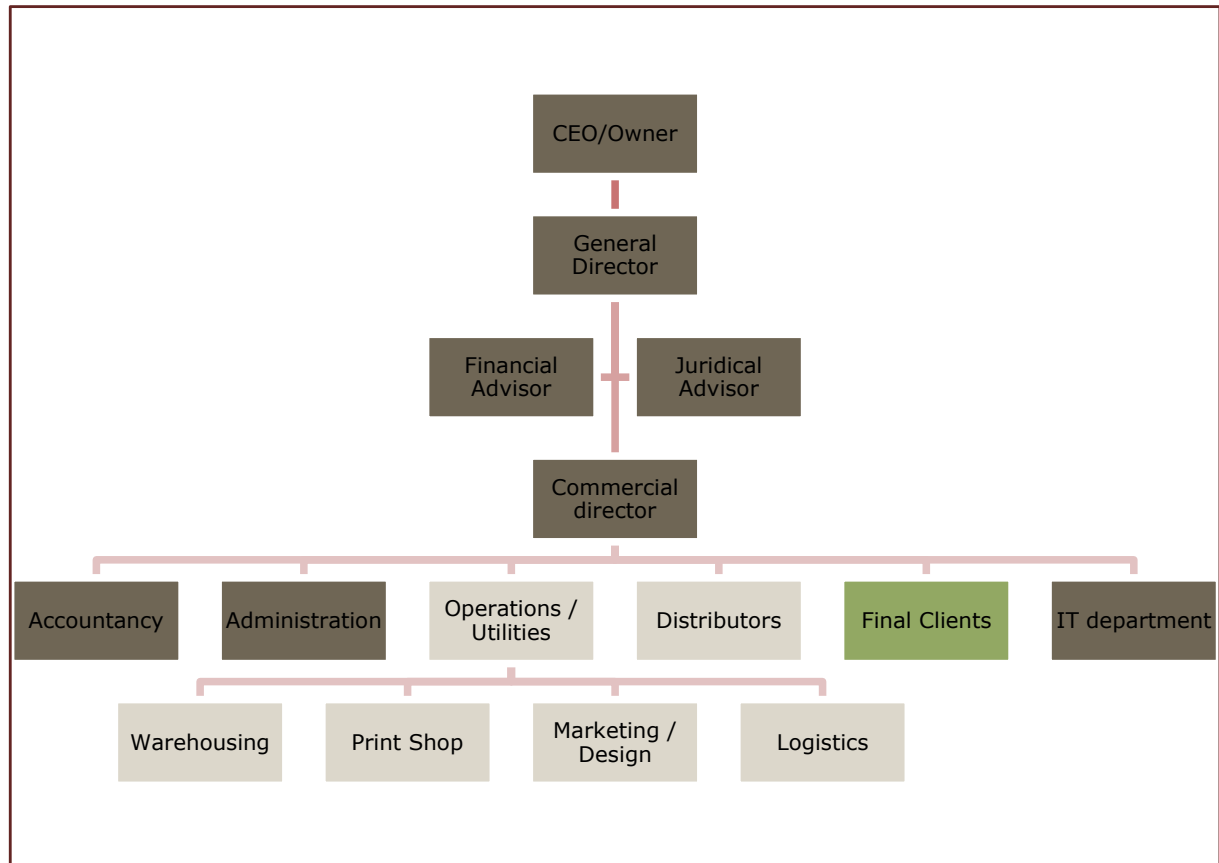 CEO/Owner
General
Director
Financial
Advisor
Juridical
Advisor
Commercial
director
Accountancy
Administration
Operations /
Utilities
Distributors
Final Clients
IT department
Warehousing
Print Shop
Marketing /
Design
Logistics